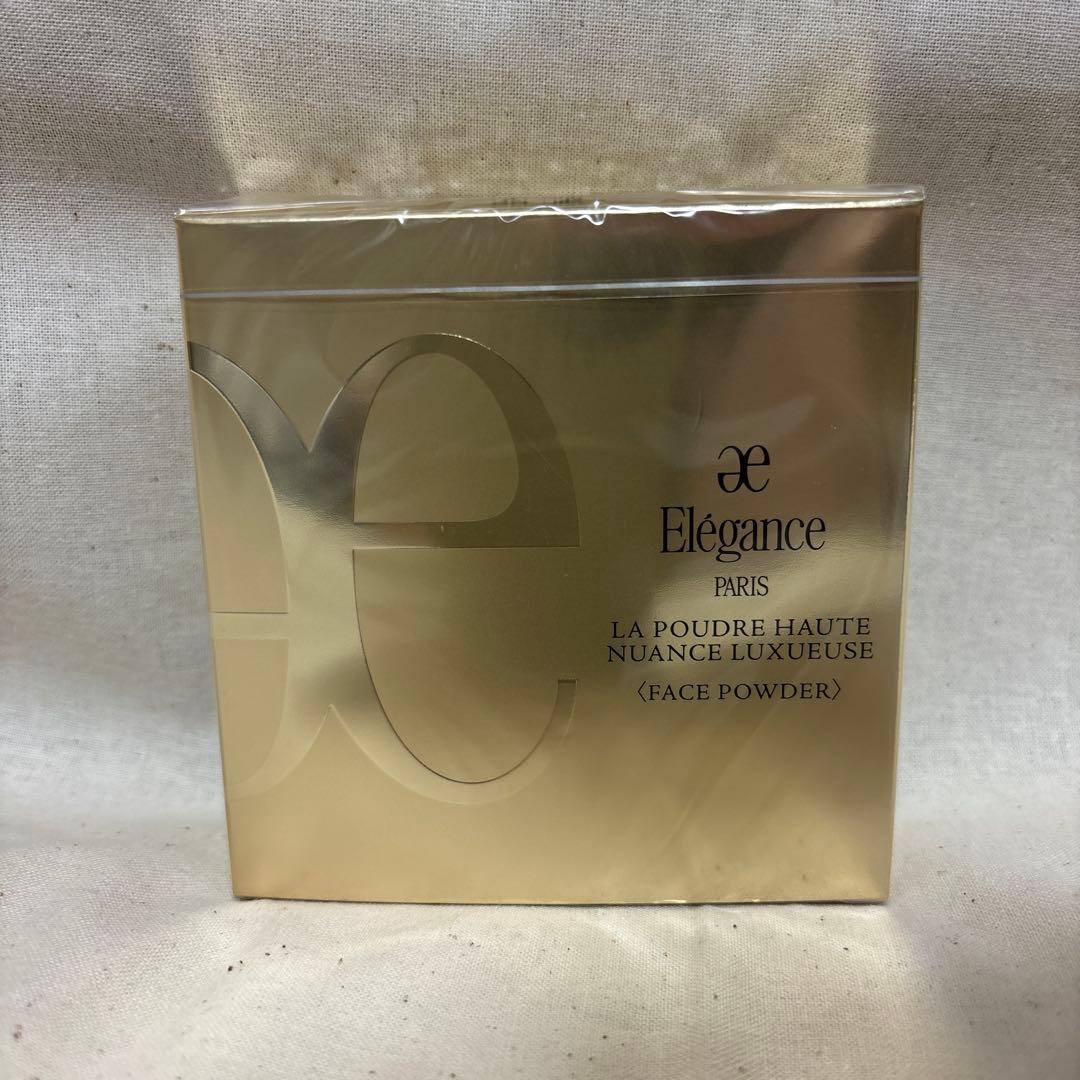 æ
Elégance
PARIS
LA POUDRE HAUTE
NUANCE LUXUEUSE
〈FACE POWDER〉